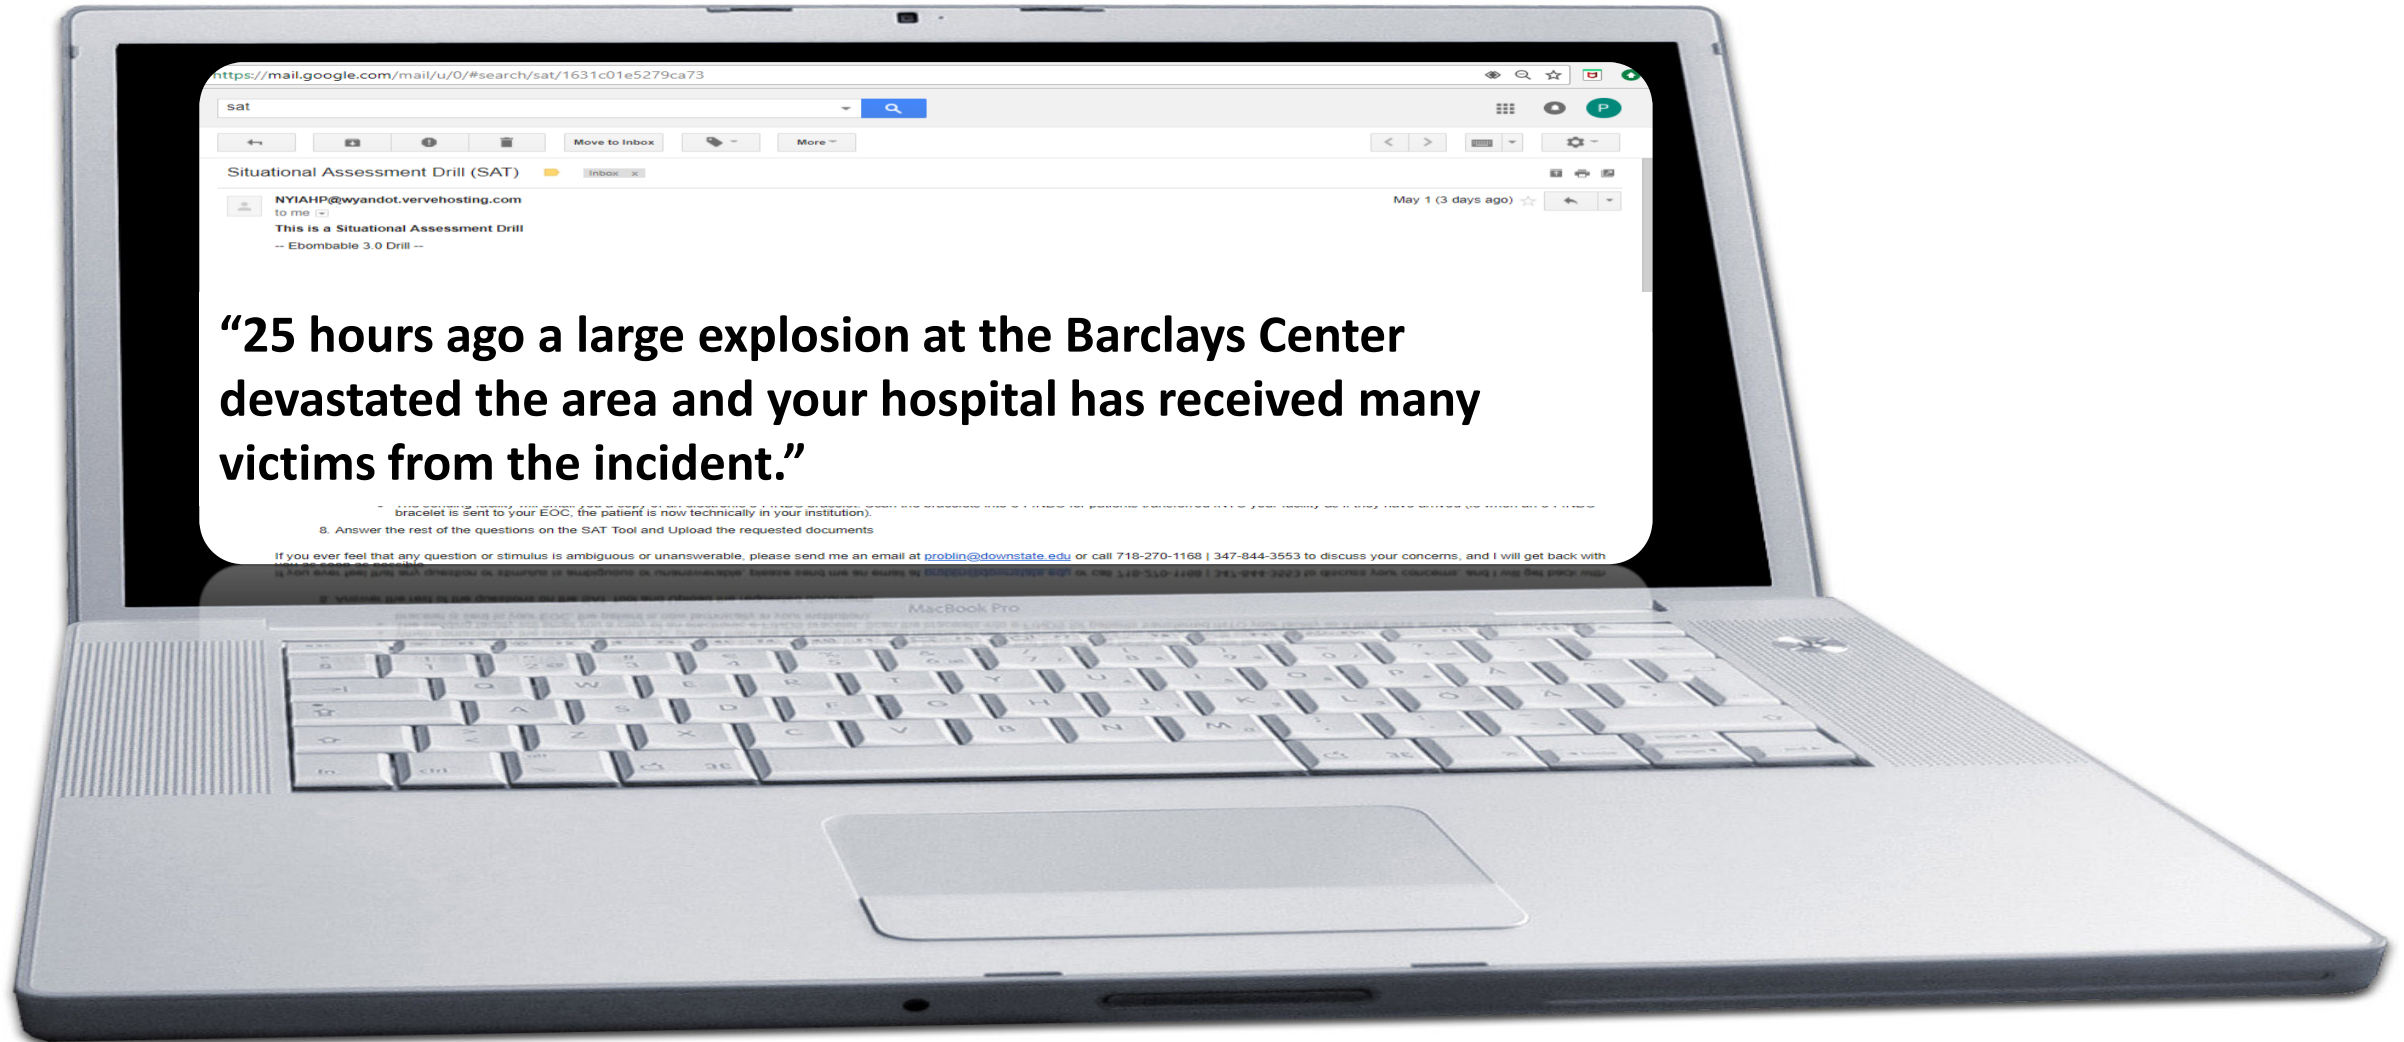 https://mail.google.com/mail/u/0/#search/sat/1631c01e5279ca73
sat
P
Move to Inbox
More
Situational Assessment Drill (SAT)
Inbox x
NYIAHP@wyandot.vervehosting.com
May 1 (3 days ago)
to me
This is a Situational Assessment Drill
-- Ebombable 3.0 Drill --
“25 hours ago a large explosion at the Barclays Center
devastated the area and your hospital has received many
victims from the incident.”
bracelet is sent to your EOC, the patient is now technically in your institution).
8. Answer the rest of the questions on the SAT Tool and Upload the requested documents
If you ever feel that any question or stimulus is ambiguous or unanswerable, please send me an email at problin@downstate.edu or call 718-270-1168 | 347-844-3553 to discuss your concerns, and I will get back with
you as soon as possible
MacBook Pro